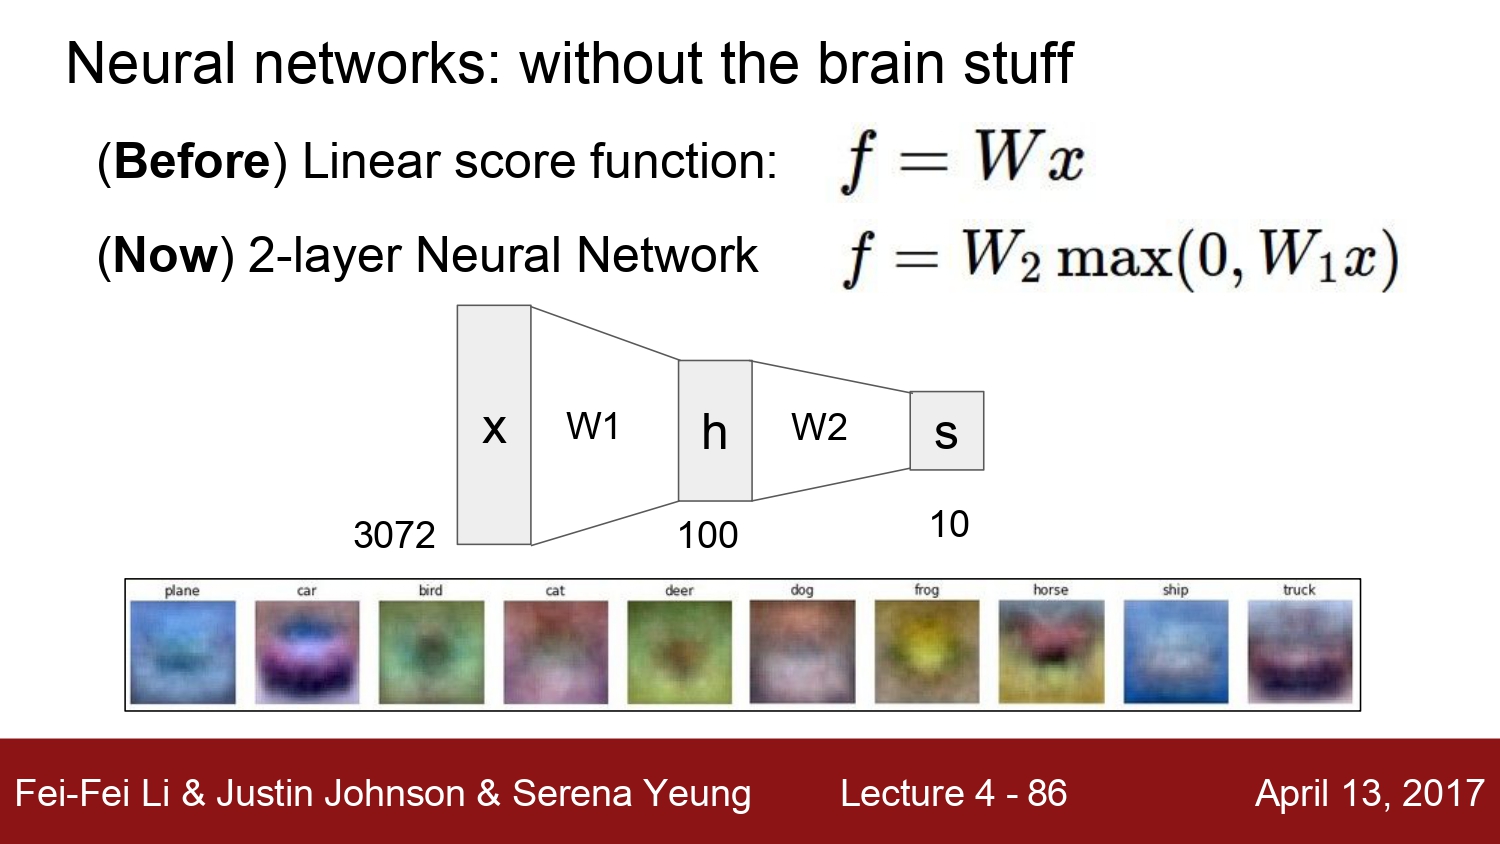 Neural networks: without the brain stuff
(Before) Linear score function: f = Wx
(Now) 2-layer Neural Network f = W₂ max(0, W₁x)
x W1 h W2 s
3072 100 10
plane car bird cat deer dog frog horse ship truck
Fei-Fei Li & Justin Johnson & Serena Yeung Lecture 4 - 86 April 13, 2017